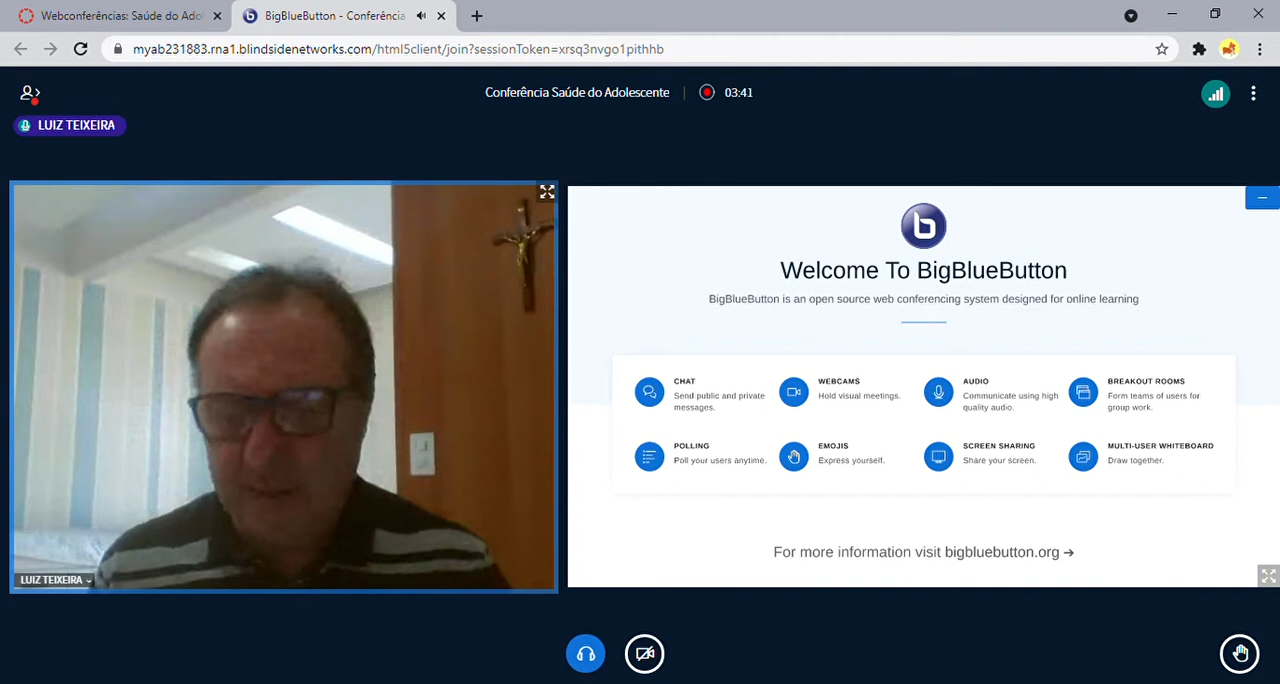 Webconferências: Saúde do Ado
BigBlueButton - Conferência
myab231883.rna1.blindsidenetworks.com/html5client/join?sessionToken=xrsq3nvgo1pithhb
Conferência Saúde do Adolescente
03:41
LUIZ TEIXEIRA
LUIZ TEIXEIRA
Welcome To BigBlueButton
BigBlueButton is an open source web conferencing system designed for online learning
CHAT
Send public and private
messages.
WEBCAMS
Hold visual meetings.
AUDIO
Communicate using high
quality audio.
BREAKOUT ROOMS
Form teams of users for
group work.
POLLING
Poll your users anytime.
EMOJIS
Express yourself.
SCREEN SHARING
Share your screen.
MULTI-USER WHITEBOARD
Draw together.
For more information visit bigbluebutton.org →